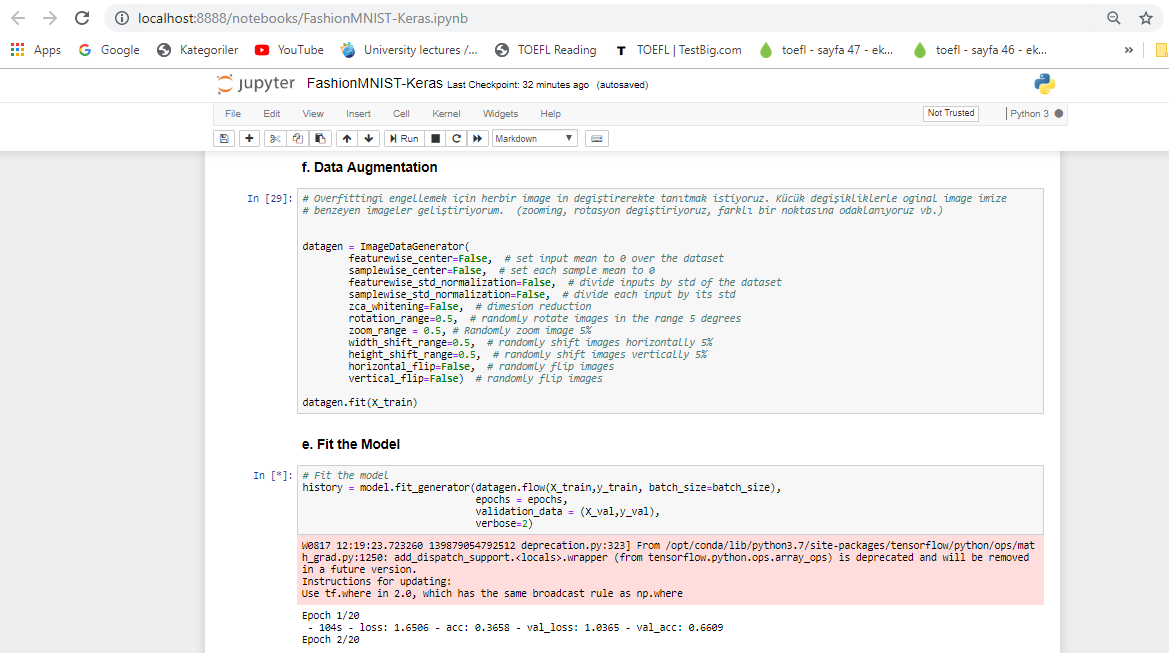 localhost:8888/notebooks/FashionMNIST-Keras.ipynb
Apps Google Kategoriler YouTube University lectures /... TOEFL Reading T TOEFL | TestBig.com toefl - sayfa 47 - ek... toefl - sayfa 46 - ek... »
jupyter FashionMNIST-Keras Last Checkpoint: 32 minutes ago (autosaved)
File Edit View Insert Cell Kernel Widgets Help Not Trusted Python 3
Run Markdown
f. Data Augmentation
In [29]: # Overfittingi engellemek için herbir image in degiştirerekte tanıtmak istiyoruz. Kücük degişikliklerle oginal image imize
# benzeyen imageler geliştiriyorum. (zooming, rotasyon degiştiriyoruz, farklı bir noktasına odaklanıyoruz vb.)
datagen = ImageDataGenerator(
featurewise_center=False, # set input mean to 0 over the dataset
samplewise_center=False, # set each sample mean to 0
featurewise_std_normalization=False, # divide inputs by std of the dataset
samplewise_std_normalization=False, # divide each input by its std
zca_whitening=False, # dimesion reduction
rotation_range=0.5, # randomly rotate images in the range 5 degrees
zoom_range = 0.5, # Randomly zoom image 5%
width_shift_range=0.5, # randomly shift images horizontally 5%
height_shift_range=0.5, # randomly shift images vertically 5%
horizontal_flip=False, # randomly flip images
vertical_flip=False) # randomly flip images
datagen.fit(X_train)
e. Fit the Model
In [*]: # Fit the model
history = model.fit_generator(datagen.flow(X_train,y_train, batch_size=batch_size),
epochs = epochs,
validation_data = (X_val,y_val),
verbose=2)
W0817 12:19:23.723260 139879054792512 deprecation.py:323] From /opt/conda/lib/python3.7/site-packages/tensorflow/python/ops/mat
h_grad.py:1250: add_dispatch_support.<locals>.wrapper (from tensorflow.python.ops.array_ops) is deprecated and will be removed
in a future version.
Instructions for updating:
Use tf.where in 2.0, which has the same broadcast rule as np.where
Epoch 1/20
- 104s - loss: 1.6506 - acc: 0.3658 - val_loss: 1.0365 - val_acc: 0.6609
Epoch 2/20